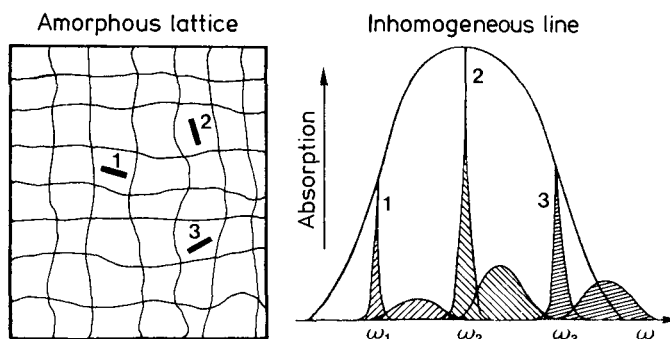 Amorphous lattice
1
2
3
Inhomogeneous line
Absorption
1
2
3
ω₁
ω₂
ω₃
ω